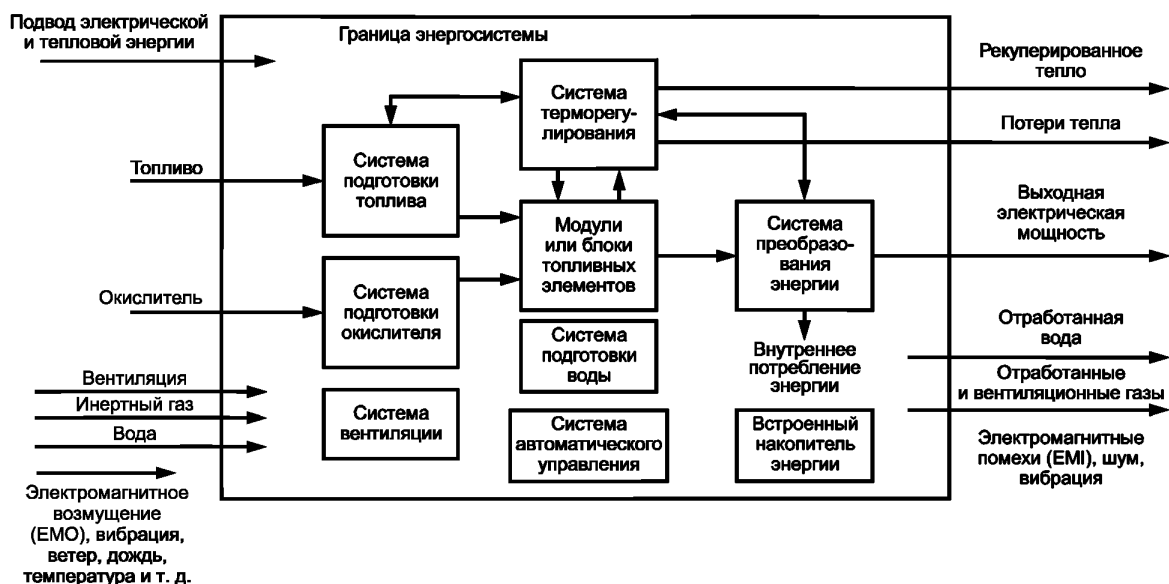 Подвод электрической
и тепловой энергии
Граница энергосистемы
Рекуперированное
тепло
Система
терморегу-
лирования
Потери тепла
Топливо
Система
подготовки
топлива
Выходная
электрическая
мощность
Модули
или блоки
топливных
элементов
Система
преобразо-
вания
энергии
Окислитель
Система
подготовки
окислителя
Отработанная
вода
Система
подготовки
воды
Внутреннее
потребление
энергии
Вентиляция
Инертный газ
Вода
Отработанные
и вентиляционные газы
Система
вентиляции
Система
автоматического
управления
Встроенный
накопитель
энергии
Электромагнитные
помехи (EMI), шум,
вибрация
Электромагнитное
возмущение
(ЕМО), вибрация,
ветер, дождь,
температура и т. д.